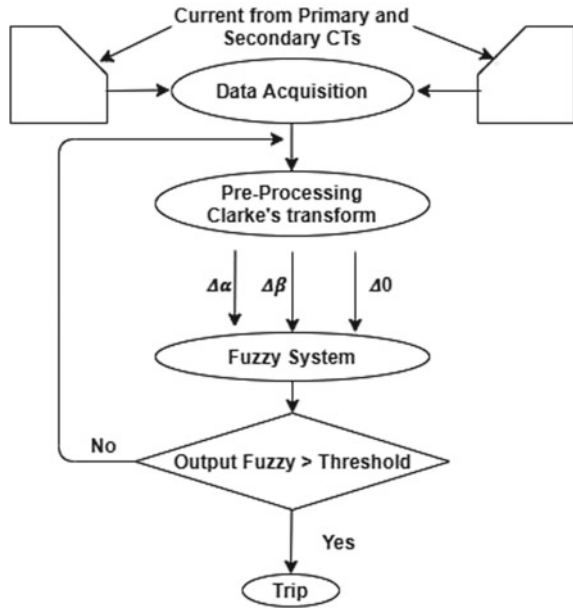 Current from Primary and
Secondary CTs
Data Acquisition
Pre-Processing
Clarke's transform
Δα Δβ Δ0
Fuzzy System
No
Output Fuzzy > Threshold
Yes
Trip